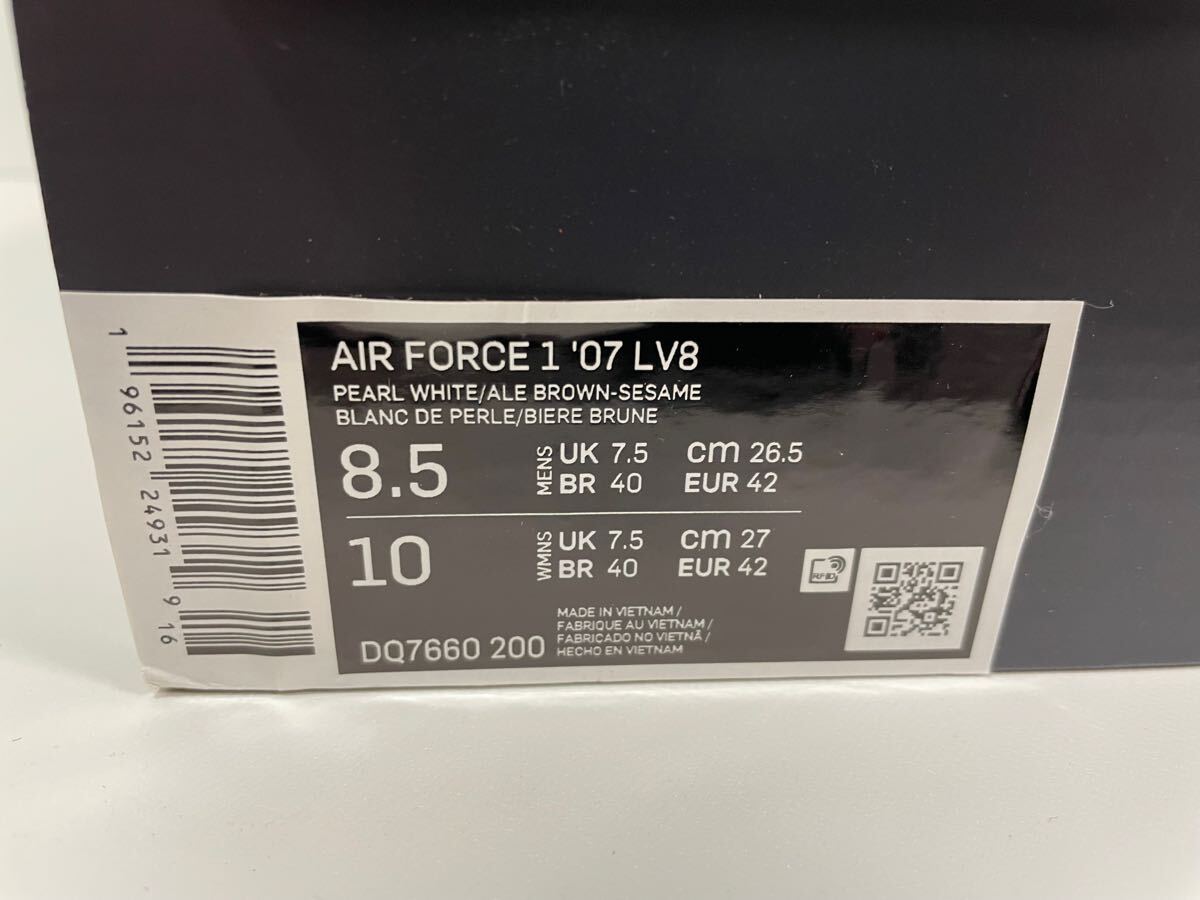 AIR FORCE 1 '07 LV8
PEARL WHITE/ALE BROWN-SESAME
BLANC DE PERLE/BIERE BRUNE
8.5 MENS UK 7.5 cm 26.5
BR 40 EUR 42
10 WMNS UK 7.5 cm 27
BR 40 EUR 42
RFID
DQ7660 200
MADE IN VIETNAM /
FABRIQUE AU VIETNAM /
FABRICADO NO VIETNÃ /
HECHO EN VIETNAM
1 96152 24931 9 16